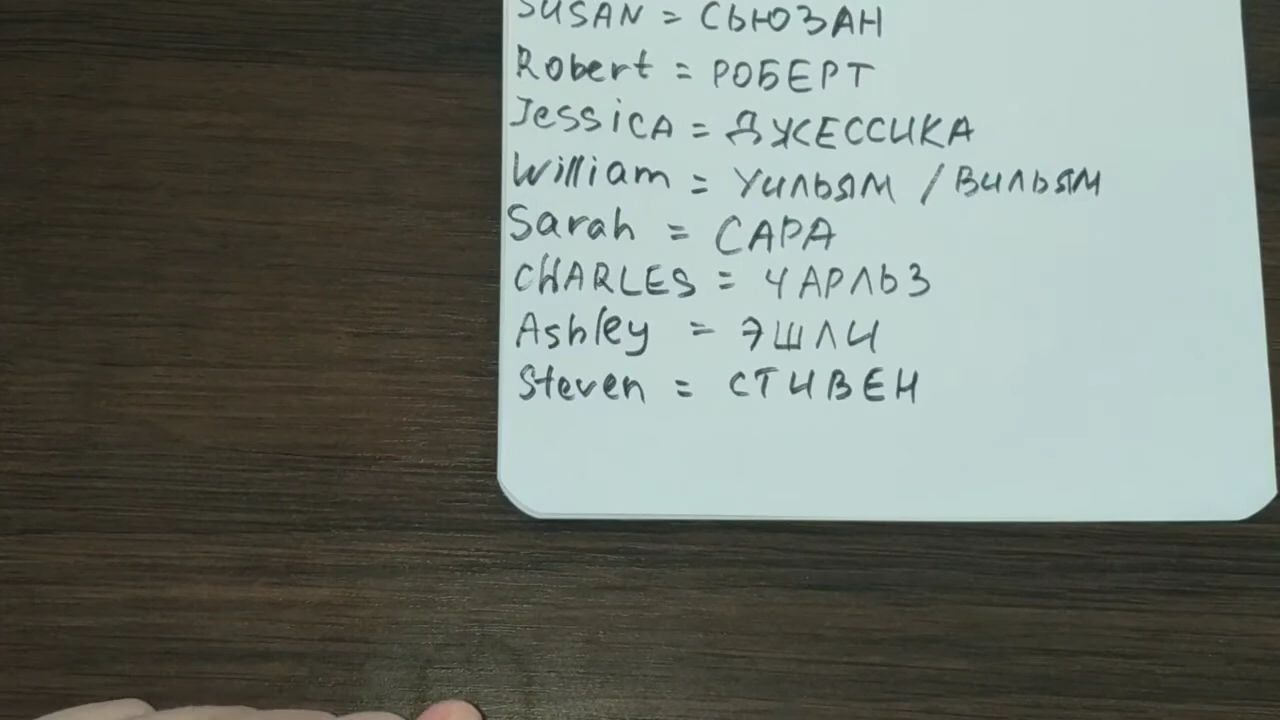 SUSAN = СЬЮЗАН
Robert = РОБЕРТ
JessicA = ДЖЕССИКА
William = УИЛЬЯМ / ВИЛЬЯМ
Sarah = САРА
CHARLES = ЧАРЛЬЗ
Ashley = ЭШЛИ
Steven = СТИВЕН